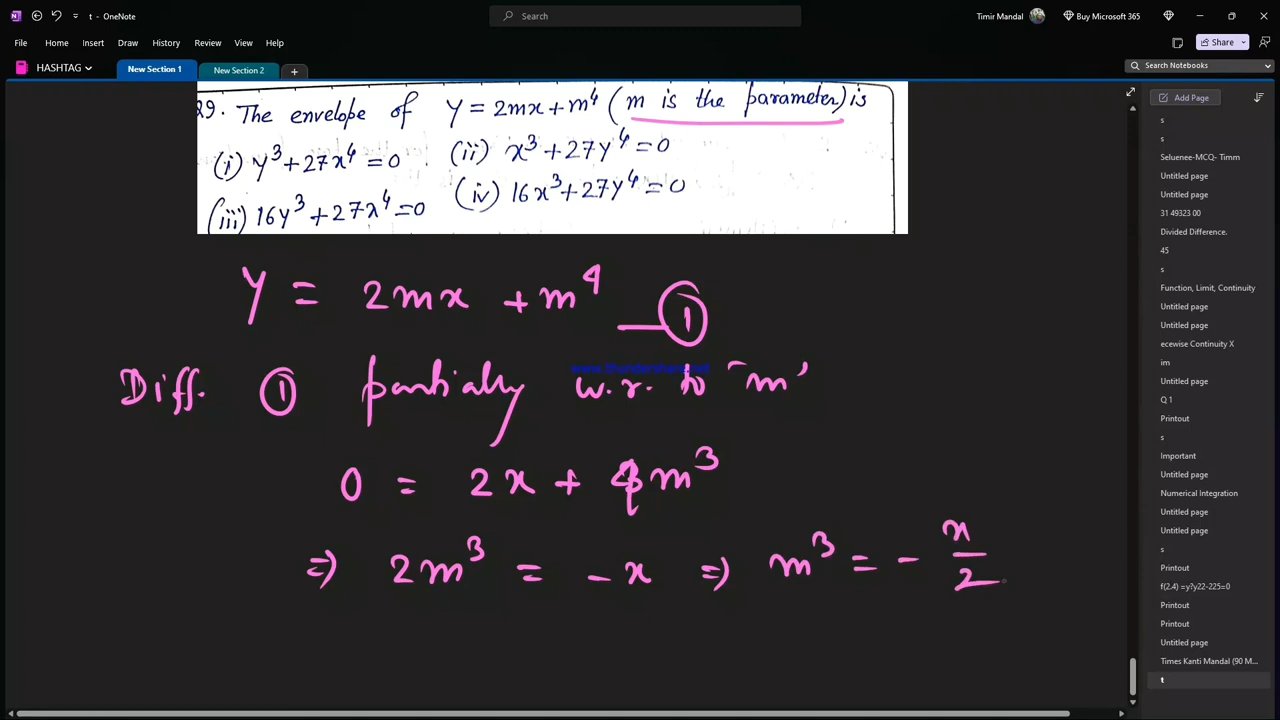 t - OneNote
Search
Timir Mandal
Buy Microsoft 365
File Home Insert Draw History Review View Help
Share
HASHTAG
New Section 1
New Section 2
+
Search Notebooks
Add Page
29. The envelope of y = 2mx + m⁴ (m is the parameter) is
(i) y³ + 27x⁴ = 0 (ii) x³ + 27y⁴ = 0
(iii) 16y³ + 27x⁴ = 0 (iv) 16x³ + 27y⁴ = 0
y = 2mx + m⁴ — ①
www.thundershare.net
Diff. ① partially w.r. to 'm'
0 = 2x + 4m³
⇒ 2m³ = - x ⇒ m³ = - x/2
s
s
Seluenee-MCQ- Timm
Untitled page
Untitled page
31 49323 00
Divided Difference.
45
s
Function, Limit, Continuity
Untitled page
Untitled page
ecewise Continuity X
im
Untitled page
Q 1
Printout
s
Important
Untitled page
Numerical Integration
Untitled page
Untitled page
s
Printout
f(2.4) =y?y22-225=0
Printout
Printout
Untitled page
Times Kanti Mandal (90 M...
t